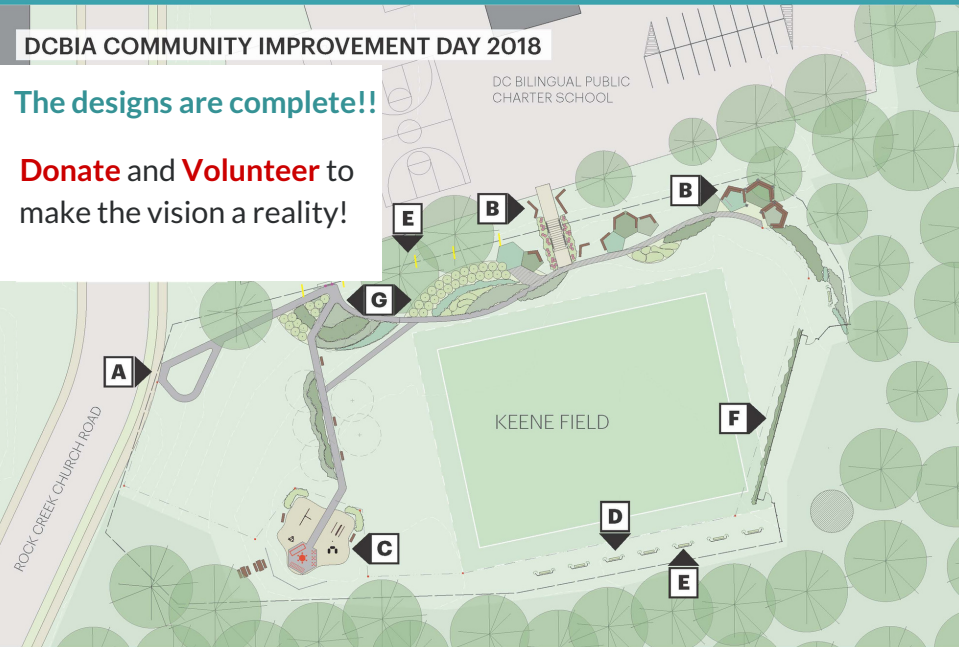 DCBIA COMMUNITY IMPROVEMENT DAY 2018
The designs are complete!!
Donate and Volunteer to
make the vision a reality!
DC BILINGUAL PUBLIC
CHARTER SCHOOL
B
B
E
G
A
F
KEENE FIELD
ROCK CREEK CHURCH ROAD
D
C
E